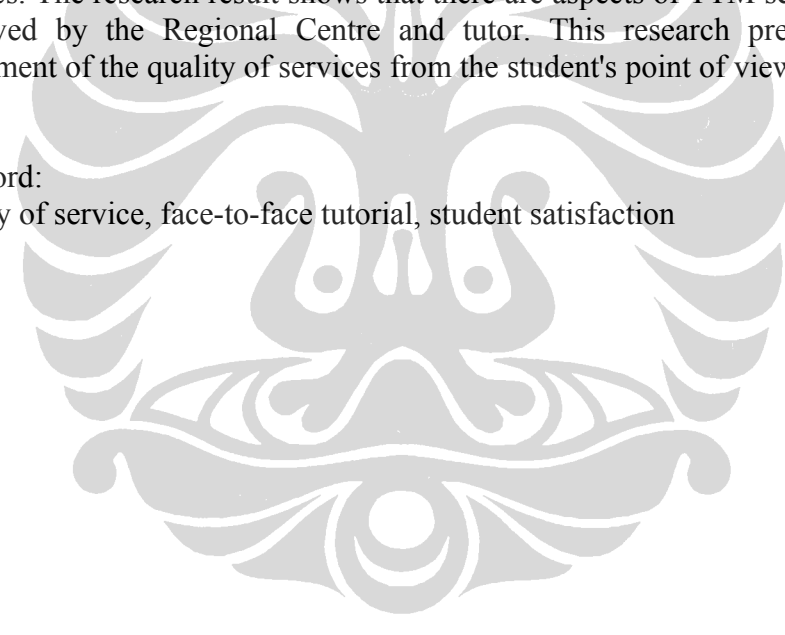 es. The research result shows that there are aspects of TTM se
ved by the Regional Centre and tutor. This research pre
ment of the quality of services from the student's point of view
ord:
y of service, face-to-face tutorial, student satisfaction